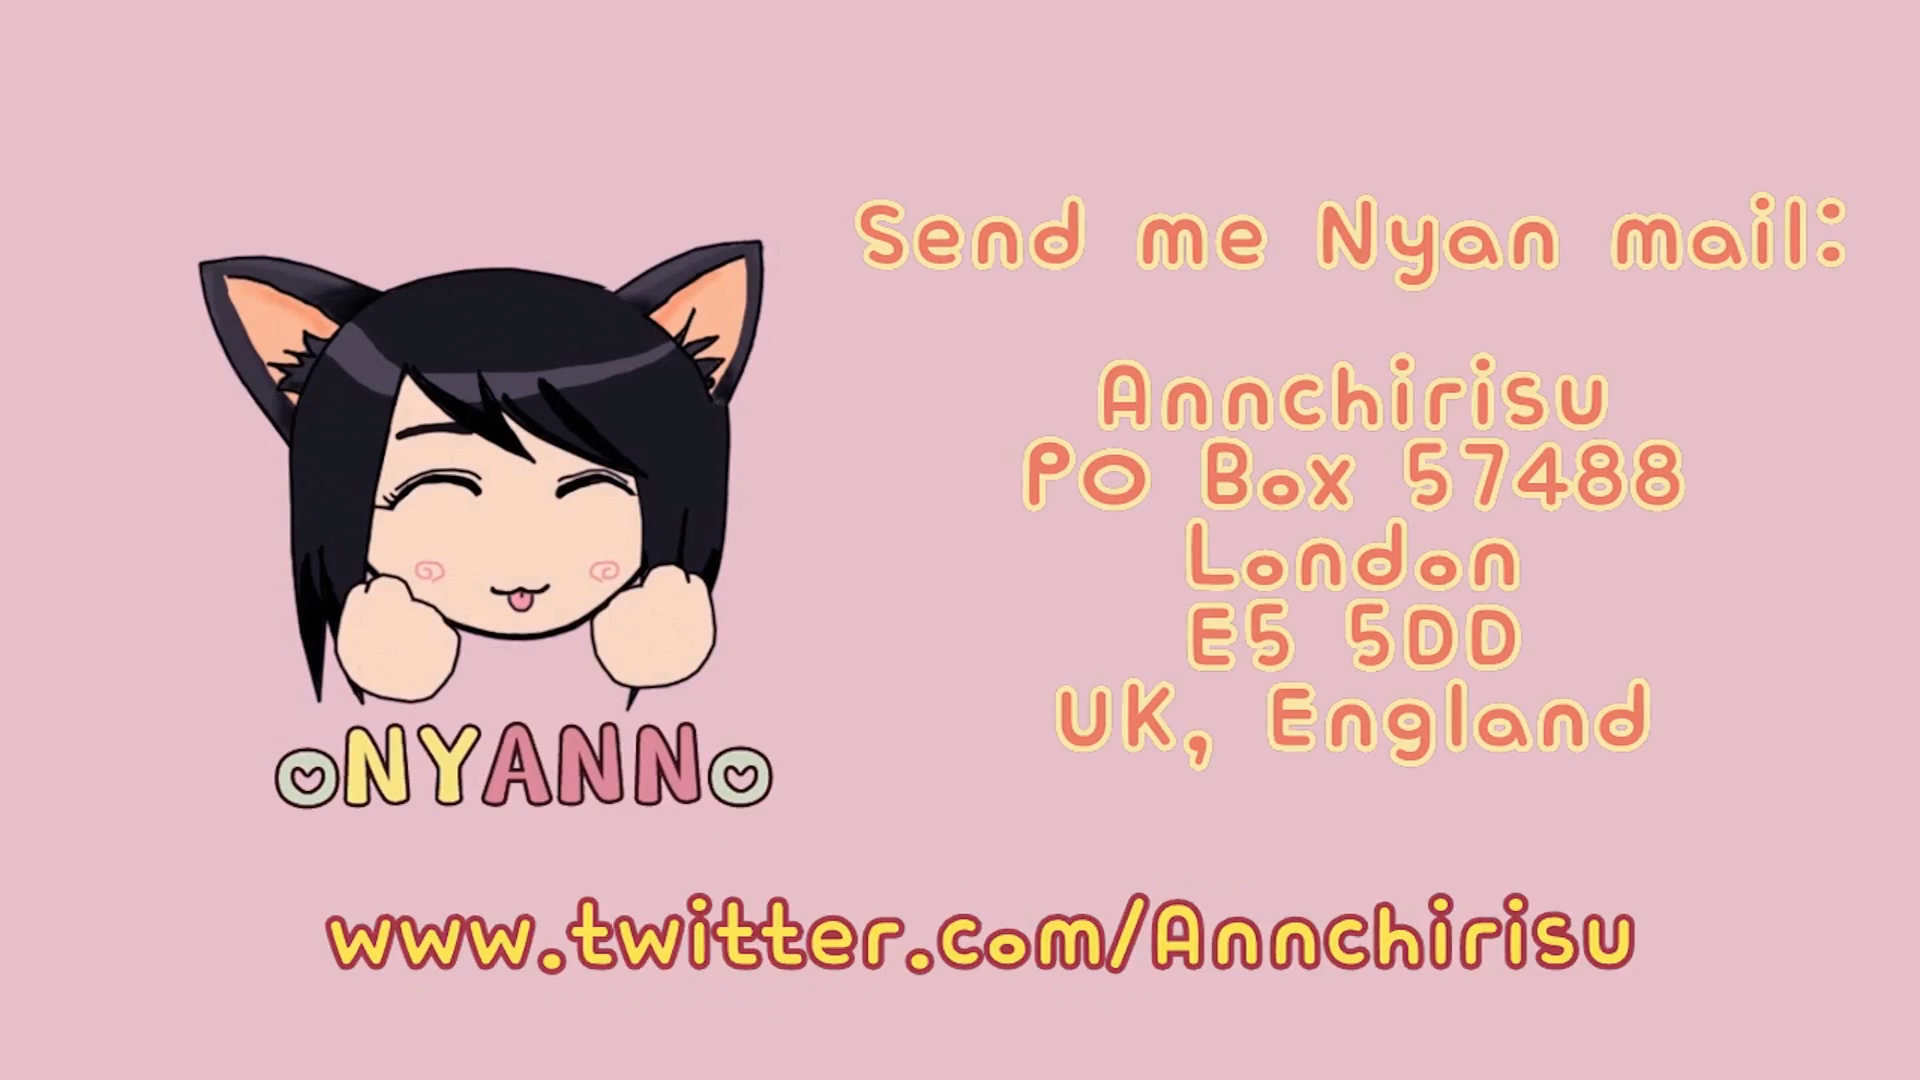 Send me Nyan mail:
Annchirisu
PO Box 57488
London
E5 5DD
UK, England
NYANN
www.twitter.com/Annchirisu